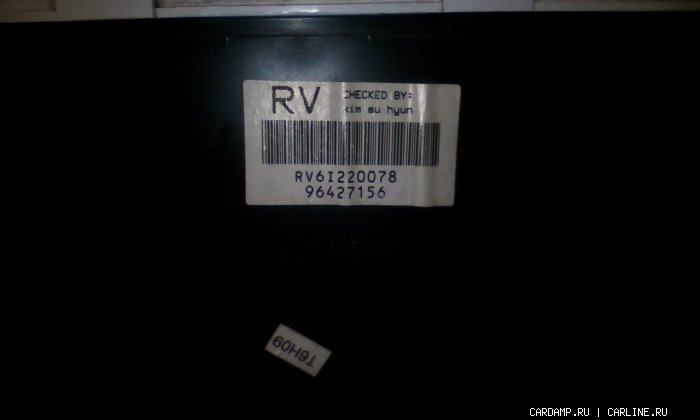 RV
CHECKED BY:
kim su hyun
RV6I220078
96427156
T6H09
CARDAMP.RU | CARLINE.RU